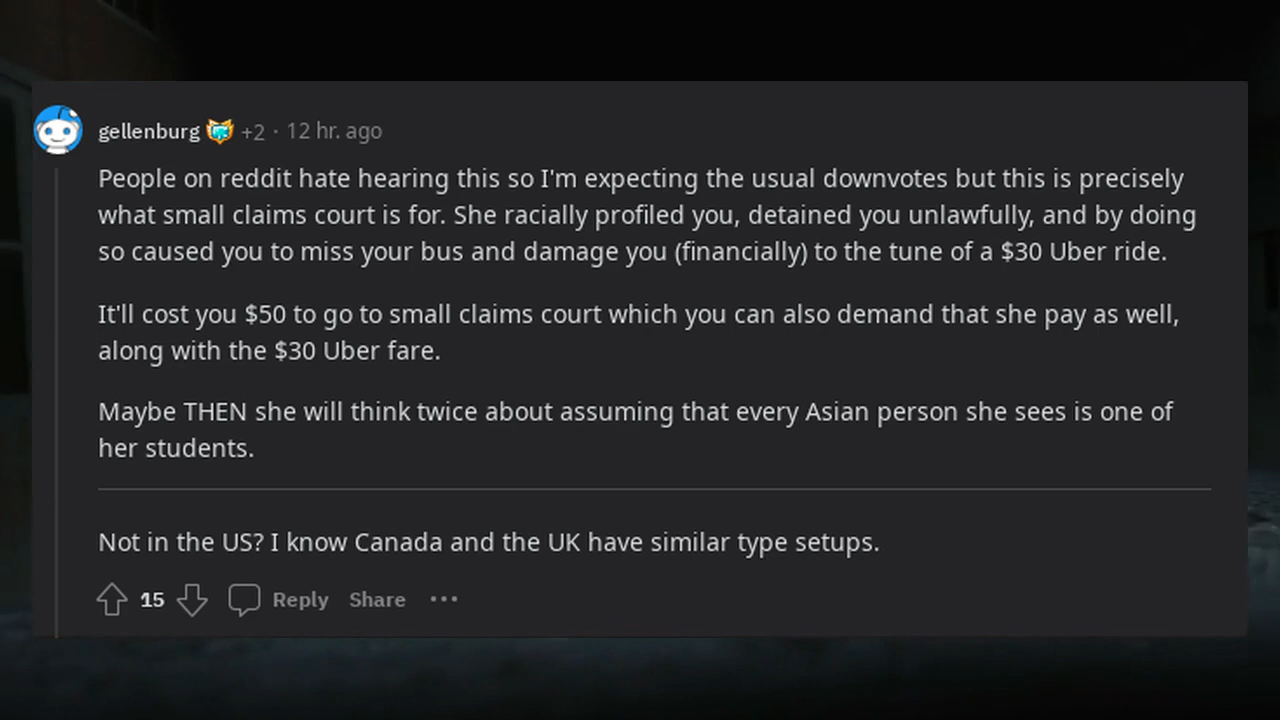 gellenburg +2 · 12 hr. ago
People on reddit hate hearing this so I'm expecting the usual downvotes but this is precisely
what small claims court is for. She racially profiled you, detained you unlawfully, and by doing
so caused you to miss your bus and damage you (financially) to the tune of a $30 Uber ride.
It'll cost you $50 to go to small claims court which you can also demand that she pay as well,
along with the $30 Uber fare.
Maybe THEN she will think twice about assuming that every Asian person she sees is one of
her students.
Not in the US? I know Canada and the UK have similar type setups.
15 Reply Share ···